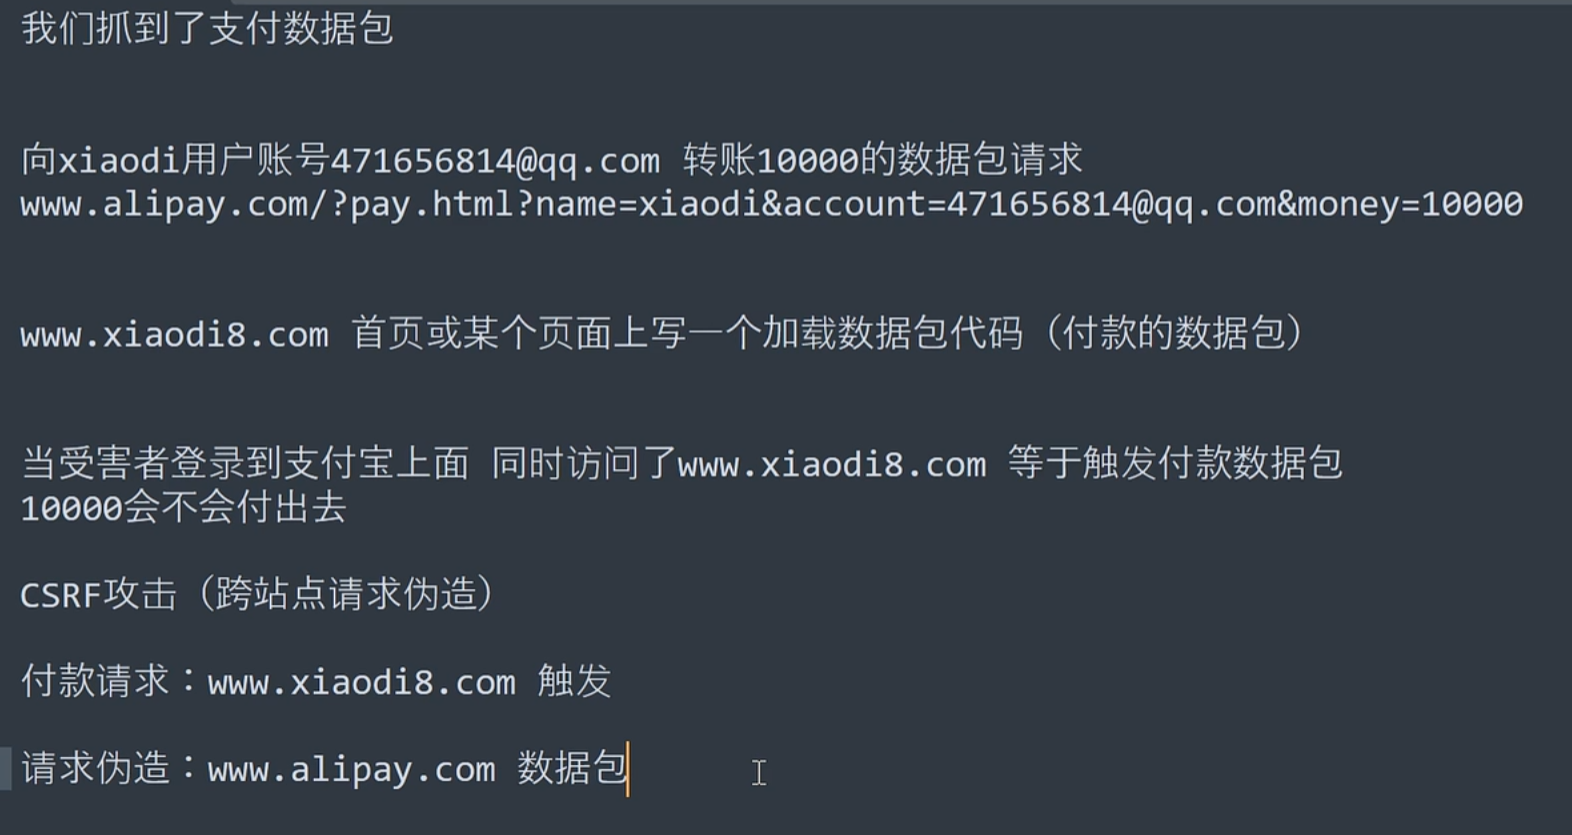 我们抓到了支付数据包
向xiaodi用户账号471656814@qq.com 转账10000的数据包请求
www.alipay.com/?pay.html?name=xiaodi&account=471656814@qq.com&money=10000
www.xiaodi8.com 首页或某个页面上写一个加载数据包代码（付款的数据包）
当受害者登录到支付宝上面 同时访问了www.xiaodi8.com 等于触发付款数据包
10000会不会付出去
CSRF攻击（跨站点请求伪造）
付款请求：www.xiaodi8.com 触发
请求伪造：www.alipay.com 数据包